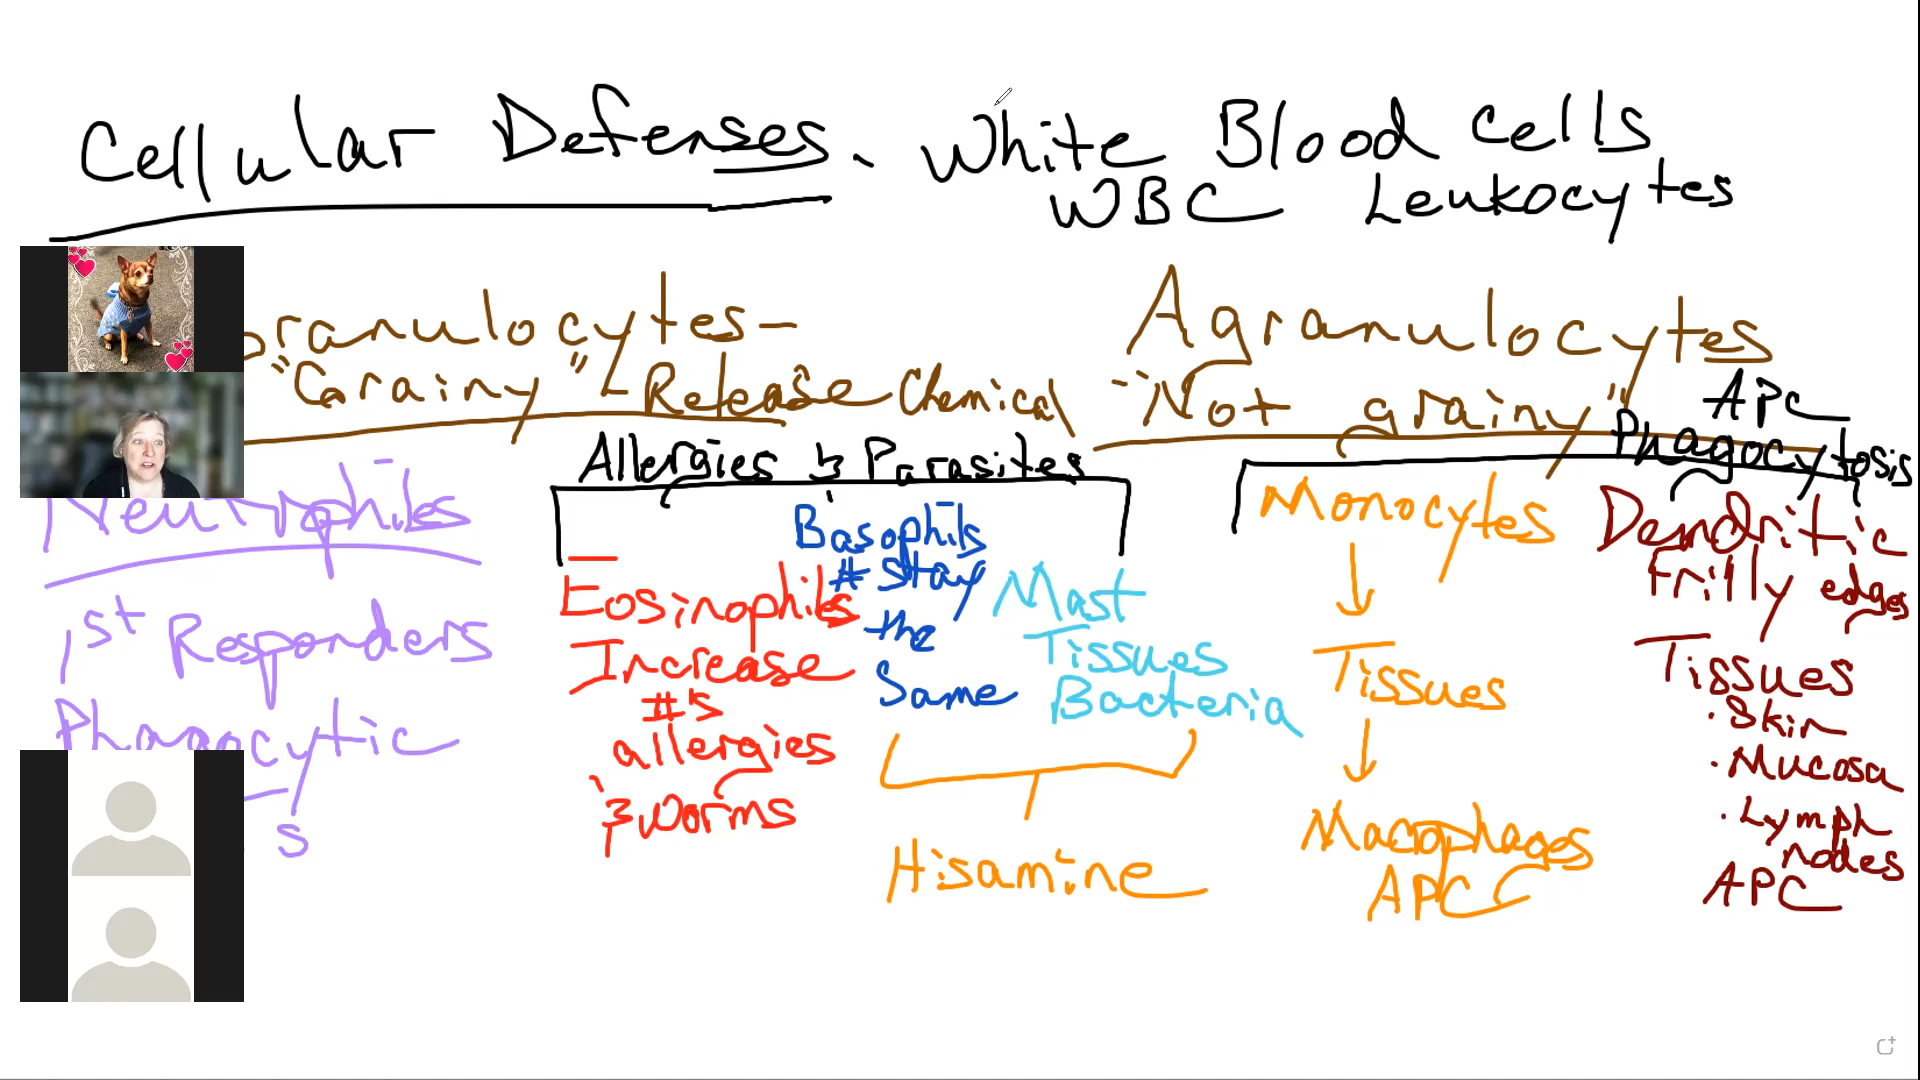 Cellular Defenses - White Blood Cells
WBC Leukocytes
Granulocytes -
"Grainy" - Release Chemical
Agranulocytes
- "Not grainy"
APC
Phagocytosis
Neutrophils
1st Responders
Phagocytic
s
Allergies & Parasites
Eosinophils
Increase
#'s
allergies
& worms
Basophils
# Stay
the
Same
Mast
Tissues
Bacteria
Hisamine
Monocytes
Tissues
Macrophages
APC
Dendritic
Frilly edges
Tissues
· Skin
· Mucosa
· Lymph
nodes
APC